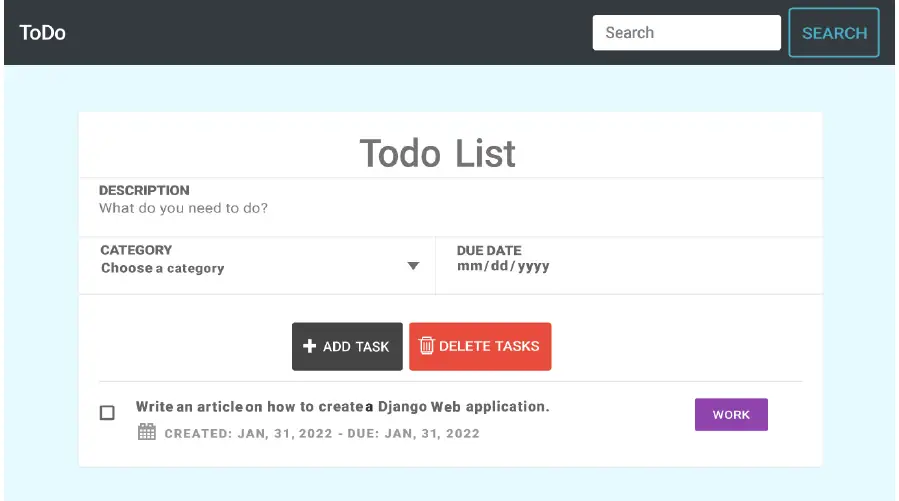 ToDo
Search
SEARCH
Todo List
DESCRIPTION
What do you need to do?
CATEGORY
Choose a category
DUE DATE
mm/dd/yyyy
ADD TASK
DELETE TASKS
Write an article on how to create a Django Web application.
WORK
CREATED: JAN, 31, 2022 - DUE: JAN, 31, 2022